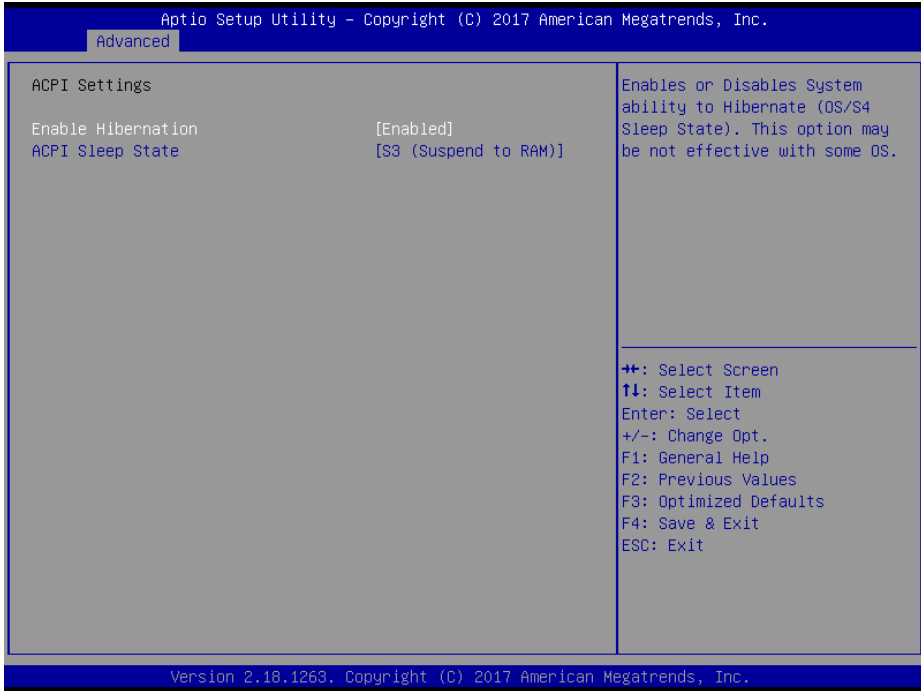 Aptio Setup Utility – Copyright (C) 2017 American Megatrends, Inc.
Advanced
ACPI Settings
Enable Hibernation [Enabled]
ACPI Sleep State [S3 (Suspend to RAM)]
Enables or Disables System
ability to Hibernate (OS/S4
Sleep State). This option may
be not effective with some OS.
→←: Select Screen
↑↓: Select Item
Enter: Select
+/-: Change Opt.
F1: General Help
F2: Previous Values
F3: Optimized Defaults
F4: Save & Exit
ESC: Exit
Version 2.18.1263. Copyright (C) 2017 American Megatrends, Inc.